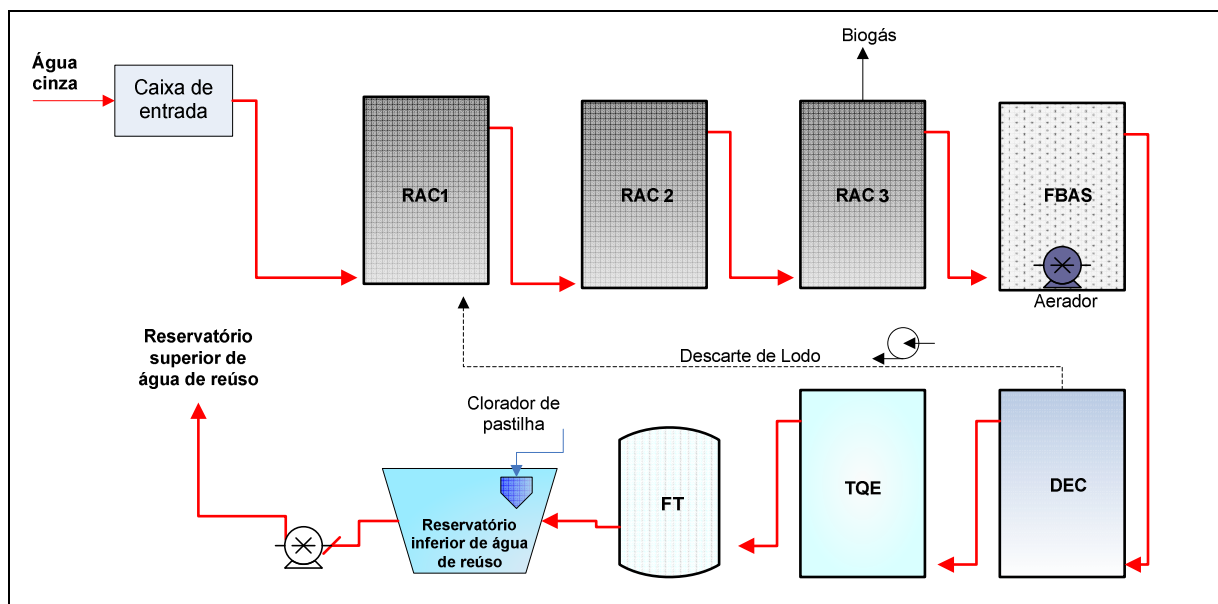 Biogás
Água
cinza
Caixa de
entrada
RAC1
RAC 2
RAC 3
FBAS
Aerador
Reservatório
superior de
água de reúso
Descarte de Lodo
Clorador de
pastilha
FT
TQE
DEC
Reservatório
inferior de água
de reúso